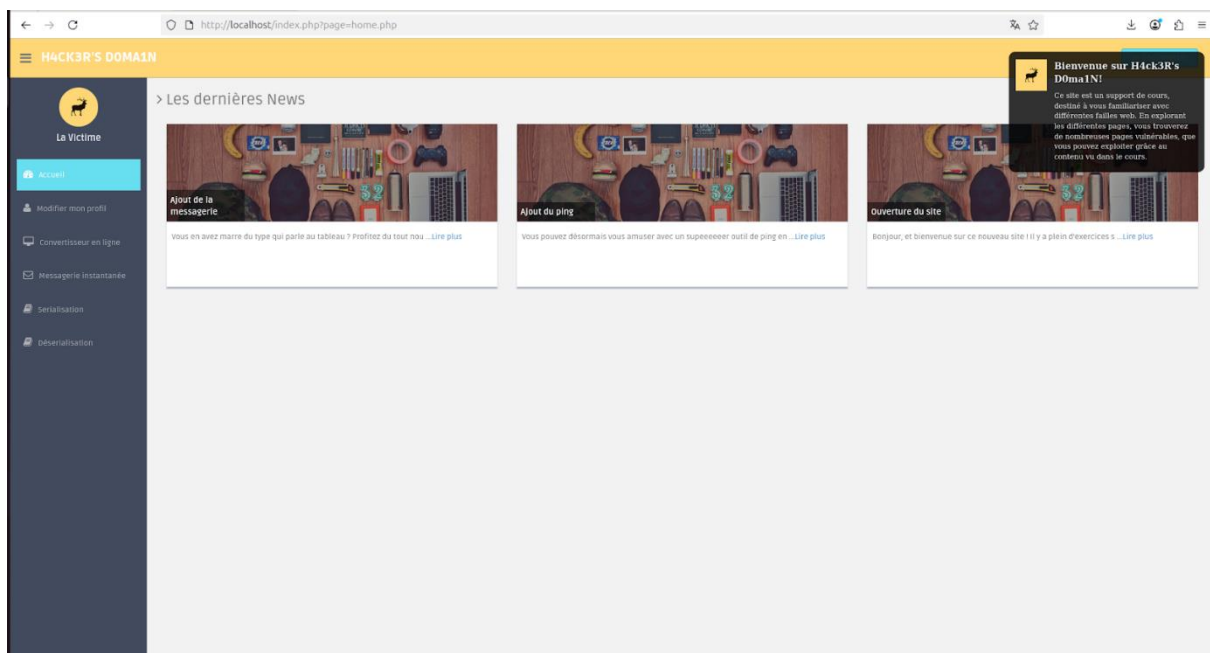 http://localhost/index.php?page=home.php
H4CK3R'S D0MA1N
Bienvenue sur H4ck3R's
D0ma1N!
Ce site est un support de cours,
destiné à vous familiariser avec
différentes failles web. En explorant
les différentes pages, vous trouverez
de nombreuses pages vulnérables, que
vous pouvez exploiter grâce au
contenu vu dans le cours.
La Victime
Accueil
Modifier mon profil
Convertisseur en ligne
Messagerie instantanée
Serialisation
Déserialisation
> Les dernières News
Ajout de la
messagerie
Vous en avez marre du type qui parle au tableau ? Profitez du tout nou ...Lire plus
Ajout du ping
Vous pouvez désormais vous amuser avec un supeeeeeer outil de ping en ...Lire plus
Ouverture du site
Bonjour, et bienvenue sur ce nouveau site ! Il y a plein d'exercices s ...Lire plus